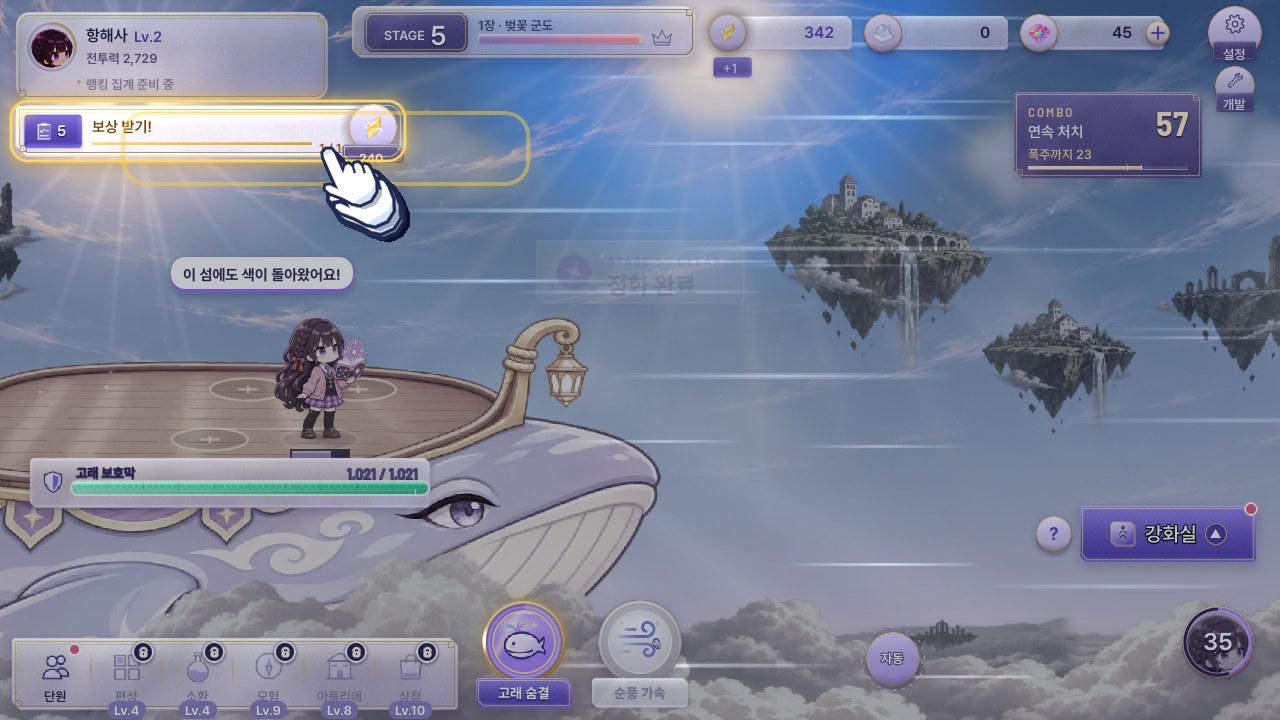 항해사 Lv.2
전투력 2,729
랭킹 집계 준비 중
STAGE 5
1장 · 벚꽃 군도
342
+1
0
45
설정
개발
5
보상 받기!
1/1
240
COMBO
연속 처치
57
폭주까지 23
정화 완료
이 섬에도 색이 돌아왔어요!
고래 보호막
1.021 / 1.021
?
강화실
단원
편성
Lv.4
소환
Lv.4
모험
Lv.9
아틀리에
Lv.8
상점
Lv.10
고래 숨결
순풍 가속
자동
35